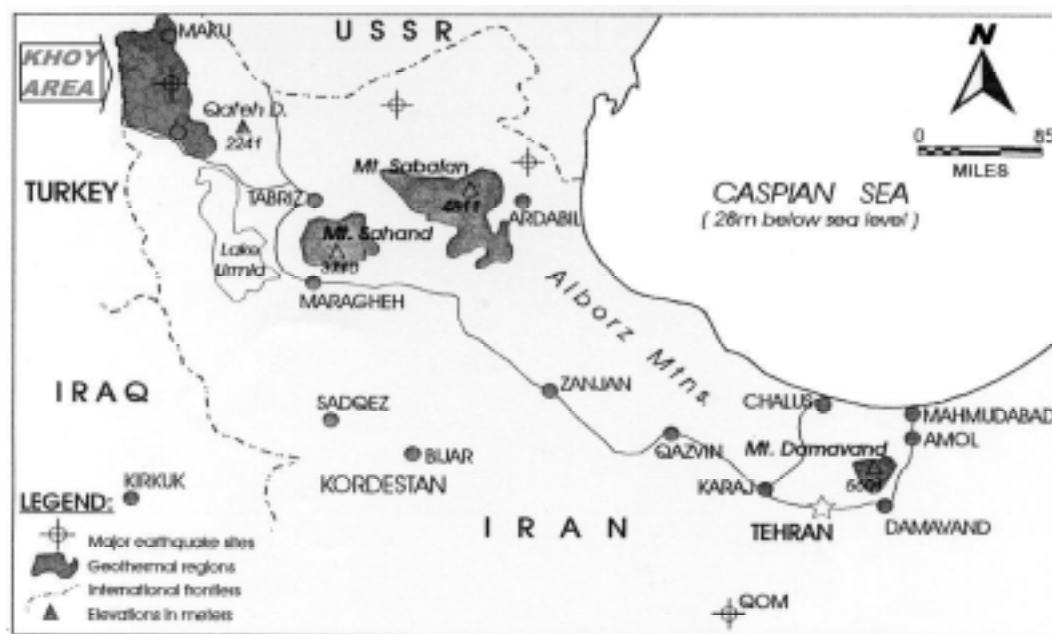 USSR
MAKU
KHOY
AREA
N
Qateh D.
2241
0 85
MILES
Mt. Sabalan
TURKEY
TABRIZ
ARDABIL
CASPIAN SEA
( 28m below sea level )
Mt. Sahand
Lake
Urmia
MARAGHEH
Alborz Mtns.
IRAQ
ZANJAN
CHALUS
MAHMUDABAD
SADQEZ
AMOL
QAZVIN
Mt. Damavand
BIJAR
KIRKUK
KORDESTAN
KARAJ
LEGEND:
IRAN
TEHRAN
DAMAVAND
Major earthquake sites
Geothermal regions
International frontiers
Elevations in meters
QOM